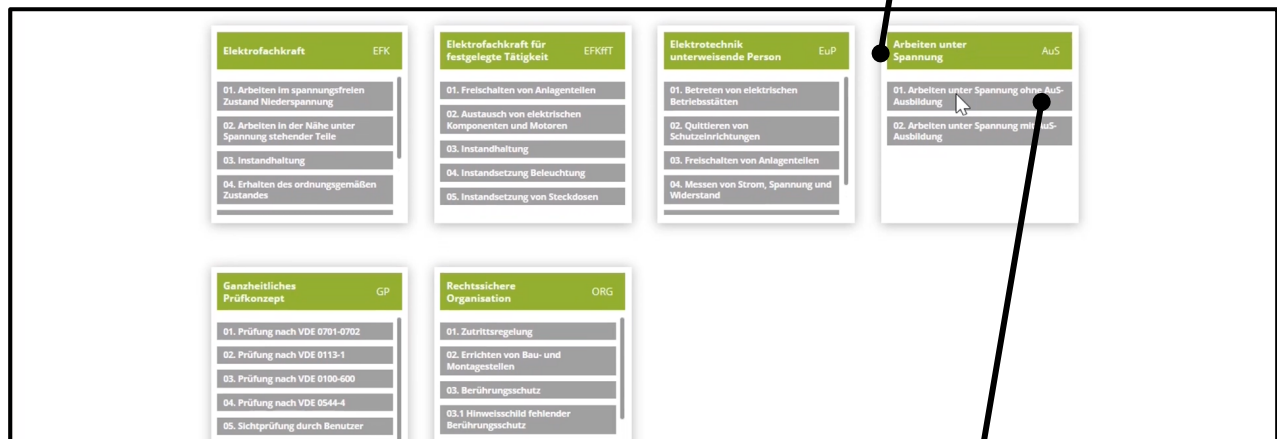 Elektrofachkraft EFK
01. Arbeiten im spannungsfreien
Zustand Niederspannung
02. Arbeiten in der Nähe unter
Spannung stehender Teile
03. Instandhaltung
04. Erhalten des ordnungsgemäßen
Zustandes
Elektrofachkraft für
festgelegte Tätigkeit EFKffT
01. Freischalten von Anlagenteilen
02. Austausch von elektrischen
Komponenten und Motoren
03. Instandhaltung
04. Instandsetzung Beleuchtung
05. Instandsetzung von Steckdosen
Elektrotechnik
unterweisende Person EuP
01. Betreten von elektrischen
Betriebsstätten
02. Quittieren von
Schutzeinrichtungen
03. Freischalten von Anlagenteilen
04. Messen von Strom, Spannung und
Widerstand
Arbeiten unter
Spannung AuS
01. Arbeiten unter Spannung ohne AuS-
Ausbildung
02. Arbeiten unter Spannung mit AuS-
Ausbildung
Ganzheitliches
Prüfkonzept GP
01. Prüfung nach VDE 0701-0702
02. Prüfung nach VDE 0113-1
03. Prüfung nach VDE 0100-600
04. Prüfung nach VDE 0544-4
05. Sichtprüfung durch Benutzer
Rechtssichere
Organisation ORG
01. Zutrittsregelung
02. Errichten von Bau- und
Montagestellen
03. Berührungsschutz
03.1 Hinweisschild fehlender
Berührungsschutz